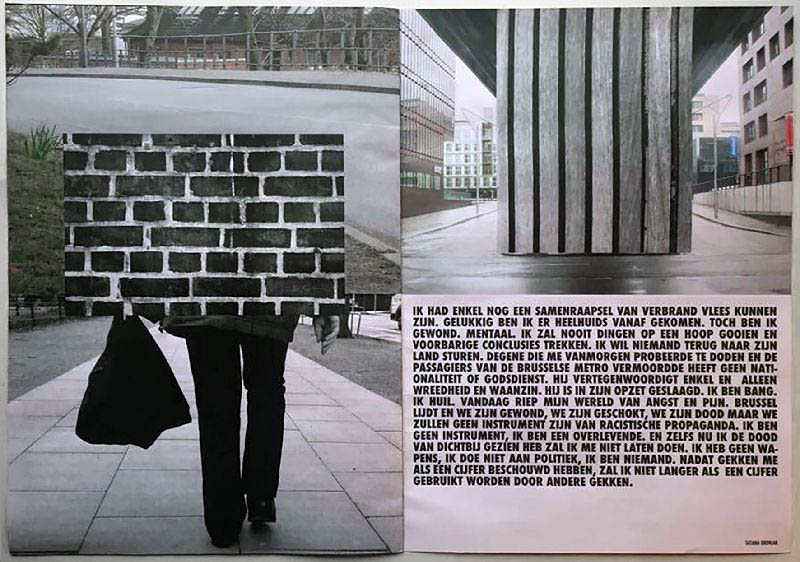 IK HAD ENKEL NOG EEN SAMENRAAPSEL VAN VERBRAND VLEES KUNNEN
ZIJN. GELUKKIG BEN IK ER HEELHUIDS VANAF GEKOMEN. TOCH BEN IK
GEWOND. MENTAAL. IK ZAL NOOIT DINGEN OP EEN HOOP GOOIEN EN
VOORBARIGE CONCLUSIES TREKKEN. IK WIL NIEMAND TERUG NAAR ZIJN
LAND STUREN. DEGENE DIE ME VANMORGEN PROBEERDE TE DODEN EN DE
PASSAGIERS VAN DE BRUSSELSE METRO VERMOORDDE HEEFT GEEN NATI-
ONALITEIT OF GODSDIENST. HIJ VERTEGENWOORDIGT ENKEL EN ALLEEN
WREEDHEID EN WAANZIN. HIJ IS IN ZIJN OPZET GESLAAGD. IK BEN BANG.
IK HUIL. VANDAAG RIEP MIJN WERELD VAN ANGST EN PIJN. BRUSSEL
LIJDT EN WE ZIJN GEWOND, WE ZIJN GESCHOKT, WE ZIJN DOOD MAAR WE
ZULLEN GEEN INSTRUMENT ZIJN VAN RACISTISCHE PROPAGANDA. IK BEN
GEEN INSTRUMENT, IK BEN EEN OVERLEVENDE. EN ZELFS NU IK DE DOOD
VAN DICHTBIJ GEZIEN HEB ZAL IK ME NIET LATEN DOEN. IK HEB GEEN WA-
PENS, IK DOE NIET AAN POLITIEK, IK BEN NIEMAND. NADAT GEKKEN ME
ALS EEN CIJFER BESCHOUWD HEBBEN, ZAL IK NIET LANGER ALS EEN CIJFER
GEBRUIKT WORDEN DOOR ANDERE GEKKEN.
TATIANA